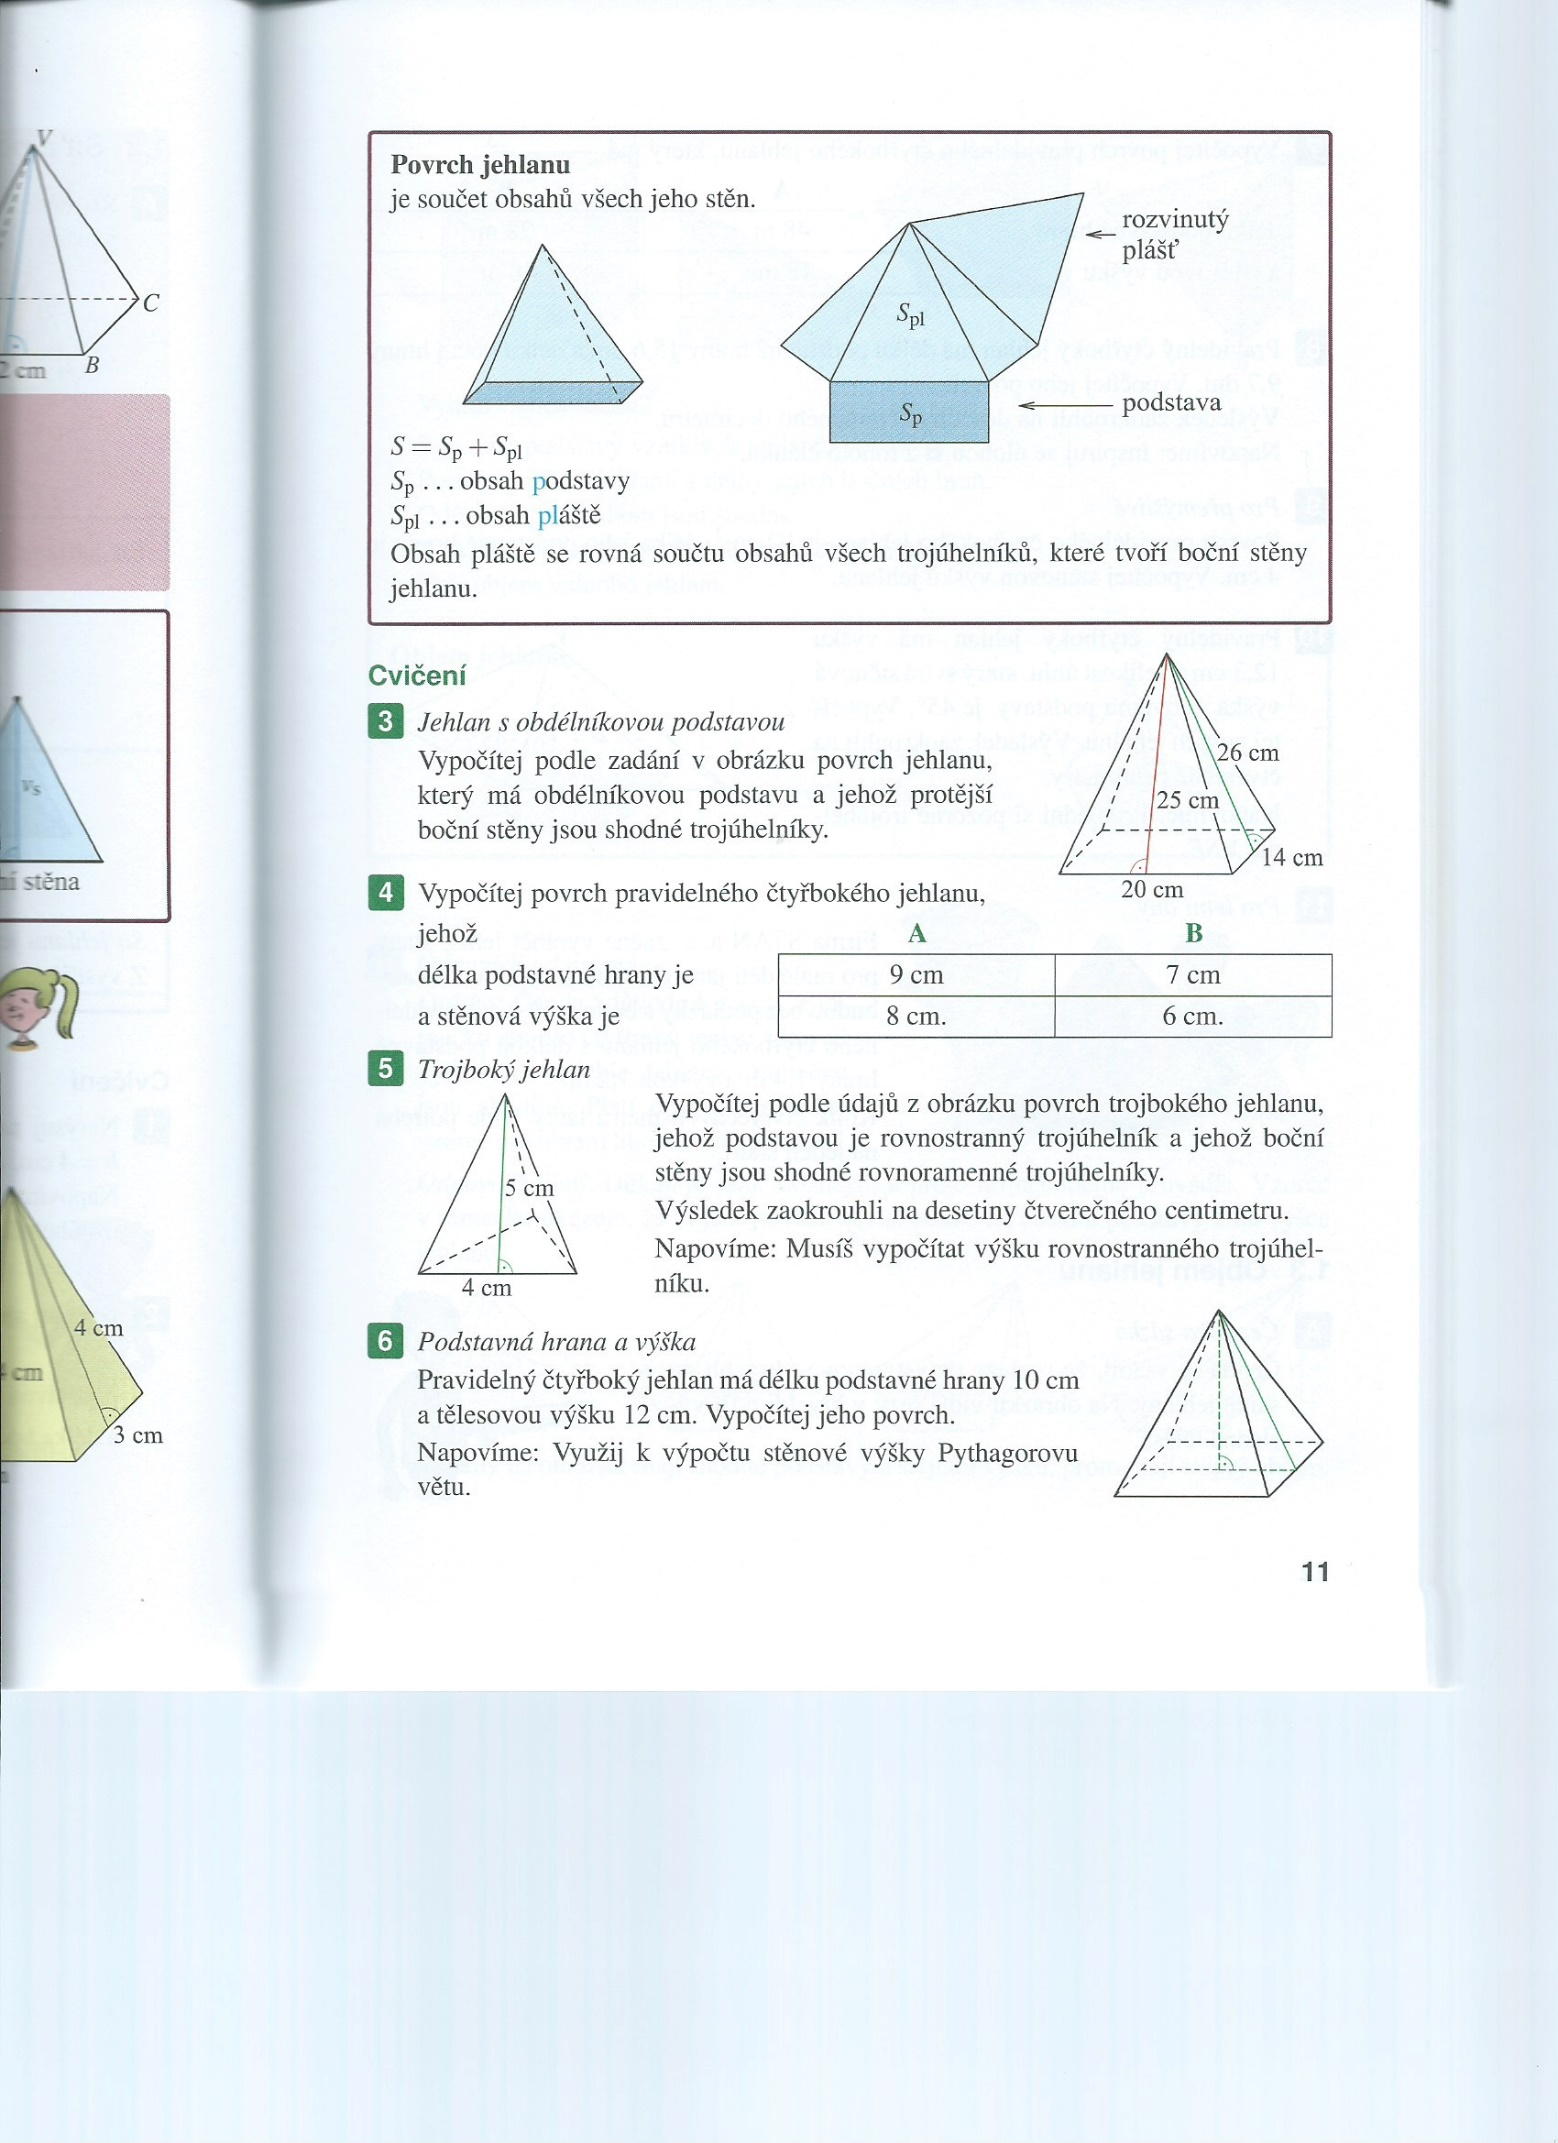 V
C
B
2 cm
vs
ní stěna
4 cm
cm
3 cm
Povrch jehlanu
je součet obsahů všech jeho stěn.
rozvinutý
plášť
Spl
Sp
podstava
S = Sp + Spl
Sp ... obsah podstavy
Spl ... obsah pláště
Obsah pláště se rovná součtu obsahů všech trojúhelníků, které tvoří boční stěny
jehlanu.
Cvičení
3 Jehlan s obdélníkovou podstavou
Vypočítej podle zadání v obrázku povrch jehlanu,
který má obdélníkovou podstavu a jehož protější
boční stěny jsou shodné trojúhelníky.
26 cm
25 cm
14 cm
20 cm
4 Vypočítej povrch pravidelného čtyřbokého jehlanu,
jehož A B
délka podstavné hrany je 9 cm 7 cm
a stěnová výška je 8 cm. 6 cm.
5 Trojboký jehlan
5 cm
4 cm
Vypočítej podle údajů z obrázku povrch trojbokého jehlanu,
jehož podstavou je rovnostranný trojúhelník a jehož boční
stěny jsou shodné rovnoramenné trojúhelníky.
Výsledek zaokrouhli na desetiny čtverečného centimetru.
Napovíme: Musíš vypočítat výšku rovnostranného trojúhel-
níku.
6 Podstavná hrana a výška
Pravidelný čtyřboký jehlan má délku podstavné hrany 10 cm
a tělesovou výšku 12 cm. Vypočítej jeho povrch.
Napovíme: Využij k výpočtu stěnové výšky Pythagorovu
větu.
11